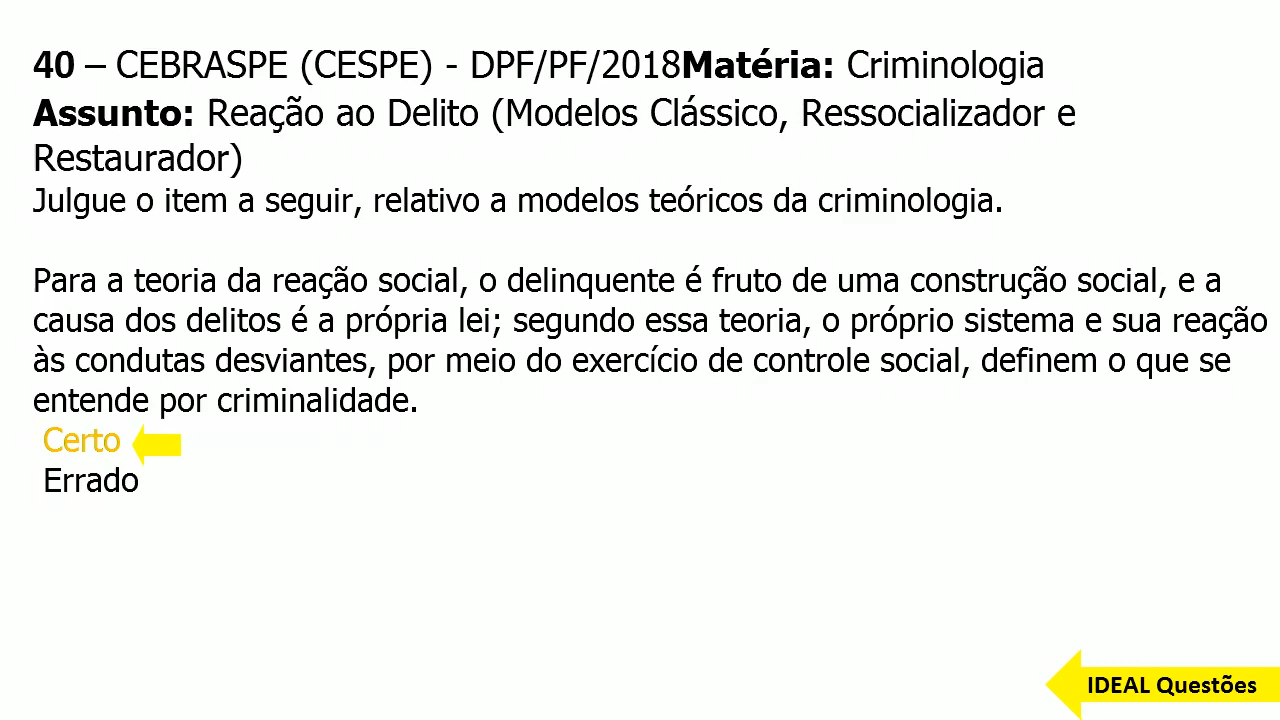 40 – CEBRASPE (CESPE) - DPF/PF/2018Matéria: Criminologia
Assunto: Reação ao Delito (Modelos Clássico, Ressocializador e
Restaurador)
Julgue o item a seguir, relativo a modelos teóricos da criminologia.
Para a teoria da reação social, o delinquente é fruto de uma construção social, e a
causa dos delitos é a própria lei; segundo essa teoria, o próprio sistema e sua reação
às condutas desviantes, por meio do exercício de controle social, definem o que se
entende por criminalidade.
Certo
Errado
IDEAL Questões